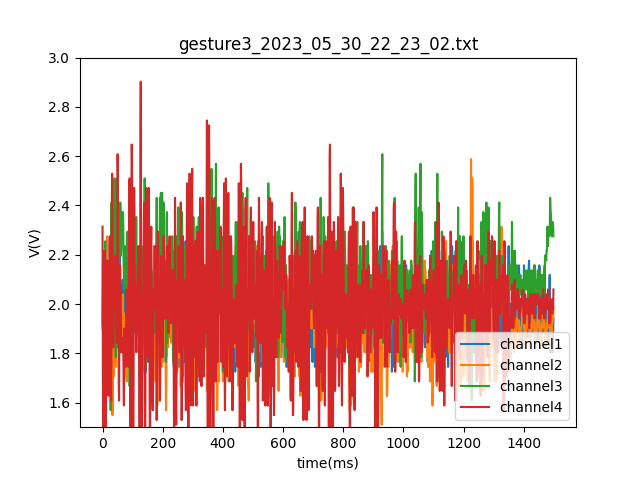 gesture3_2023_05_30_22_23_02.txt
V(V)
3.0
2.8
2.6
2.4
2.2
2.0
1.8
1.6
channel1
channel2
channel3
channel4
0 200 400 600 800 1000 1200 1400
time(ms)